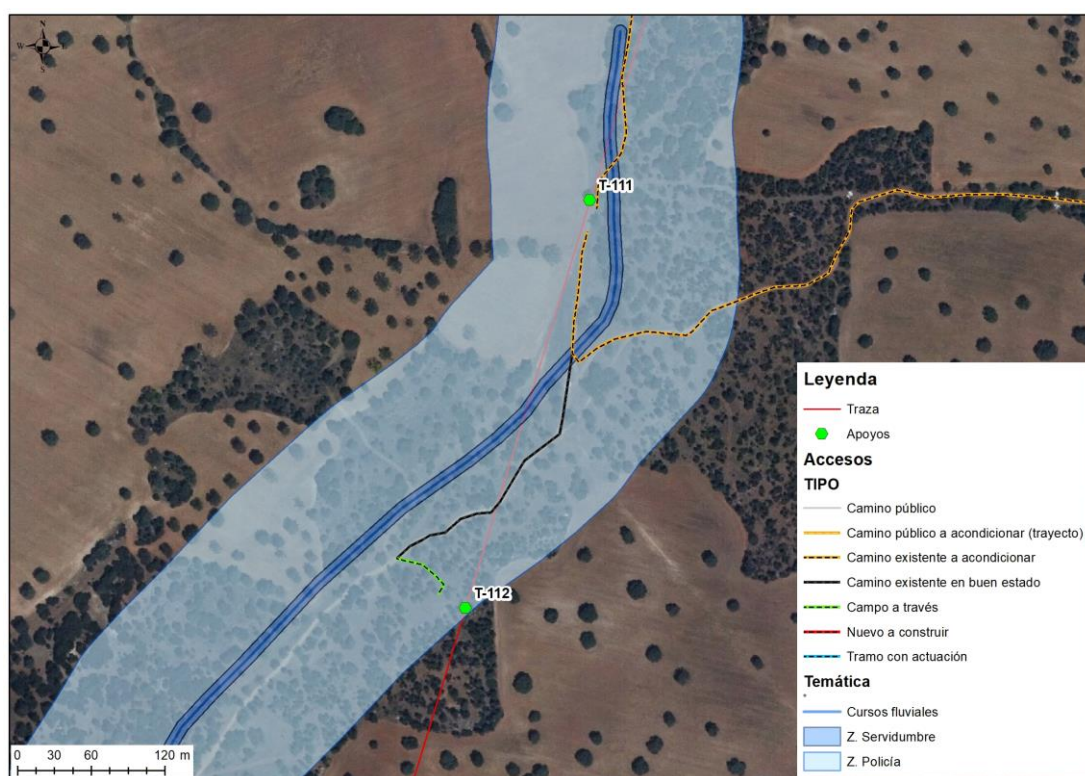 N
W
S
T-111
T-112
Leyenda
Traza
Apoyos
Accesos
TIPO
Camino público
Camino público a acondicionar (trayecto)
Camino existente a acondicionar
Camino existente en buen estado
Campo a través
Nuevo a construir
Tramo con actuación
Temática
Cursos fluviales
Z. Servidumbre
Z. Policía
0 30 60 120 m